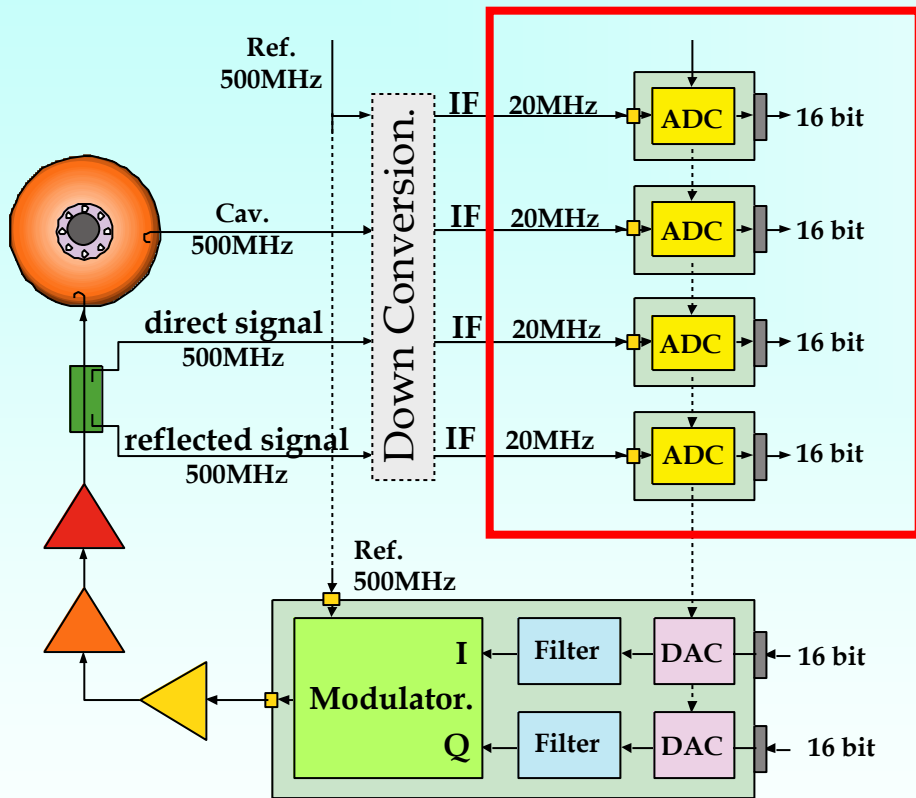 Ref.
500MHz
IF 20MHz ADC 16 bit
Cav.
500MHz
IF 20MHz ADC 16 bit
direct signal
500MHz
IF 20MHz ADC 16 bit
reflected signal
500MHz
IF 20MHz ADC 16 bit
Down Conversion.
Ref.
500MHz
I Filter DAC 16 bit
Modulator.
Q Filter DAC 16 bit